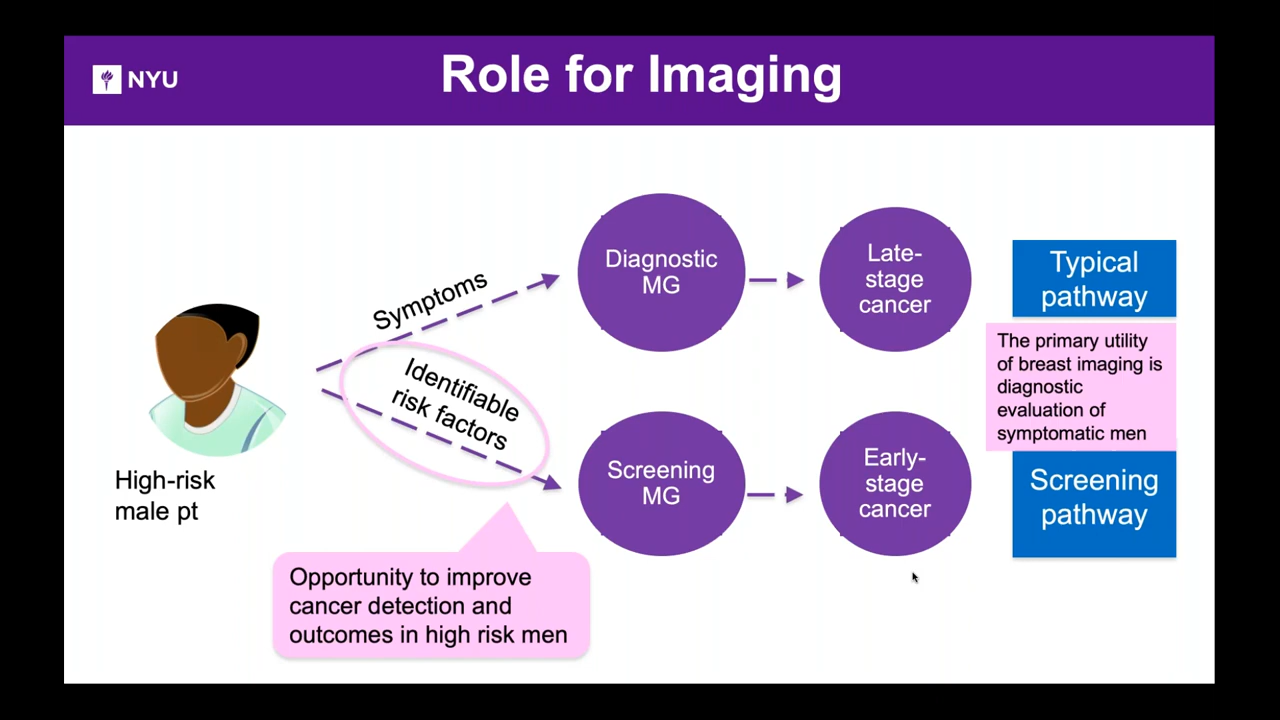 NYU
Role for Imaging
Symptoms
Identifiable
risk factors
High-risk
male pt
Diagnostic
MG
Late-
stage
cancer
Typical
pathway
The primary utility
of breast imaging is
diagnostic
evaluation of
symptomatic men
Screening
MG
Early-
stage
cancer
Screening
pathway
Opportunity to improve
cancer detection and
outcomes in high risk men